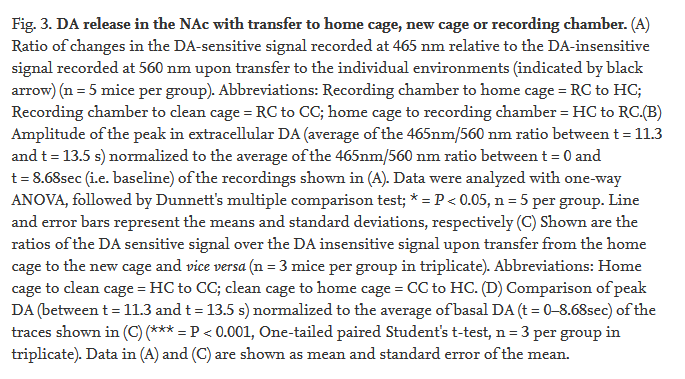 Fig. 3. DA release in the NAc with transfer to home cage, new cage or recording chamber. (A)
Ratio of changes in the DA-sensitive signal recorded at 465 nm relative to the DA-insensitive
signal recorded at 560 nm upon transfer to the individual environments (indicated by black
arrow) (n = 5 mice per group). Abbreviations: Recording chamber to home cage = RC to HC;
Recording chamber to clean cage = RC to CC; home cage to recording chamber = HC to RC.(B)
Amplitude of the peak in extracellular DA (average of the 465nm/560 nm ratio between t = 11.3
and t = 13.5 s) normalized to the average of the 465nm/560 nm ratio between t = 0 and
t = 8.68sec (i.e. baseline) of the recordings shown in (A). Data were analyzed with one-way
ANOVA, followed by Dunnett's multiple comparison test; * = P < 0.05, n = 5 per group. Line
and error bars represent the means and standard deviations, respectively (C) Shown are the
ratios of the DA sensitive signal over the DA insensitive signal upon transfer from the home
cage to the new cage and vice versa (n = 3 mice per group in triplicate). Abbreviations: Home
cage to clean cage = HC to CC; clean cage to home cage = CC to HC. (D) Comparison of peak
DA (between t = 11.3 and t = 13.5 s) normalized to the average of basal DA (t = 0–8.68sec) of the
traces shown in (C) (*** = P < 0.001, One-tailed paired Student's t-test, n = 3 per group in
triplicate). Data in (A) and (C) are shown as mean and standard error of the mean.